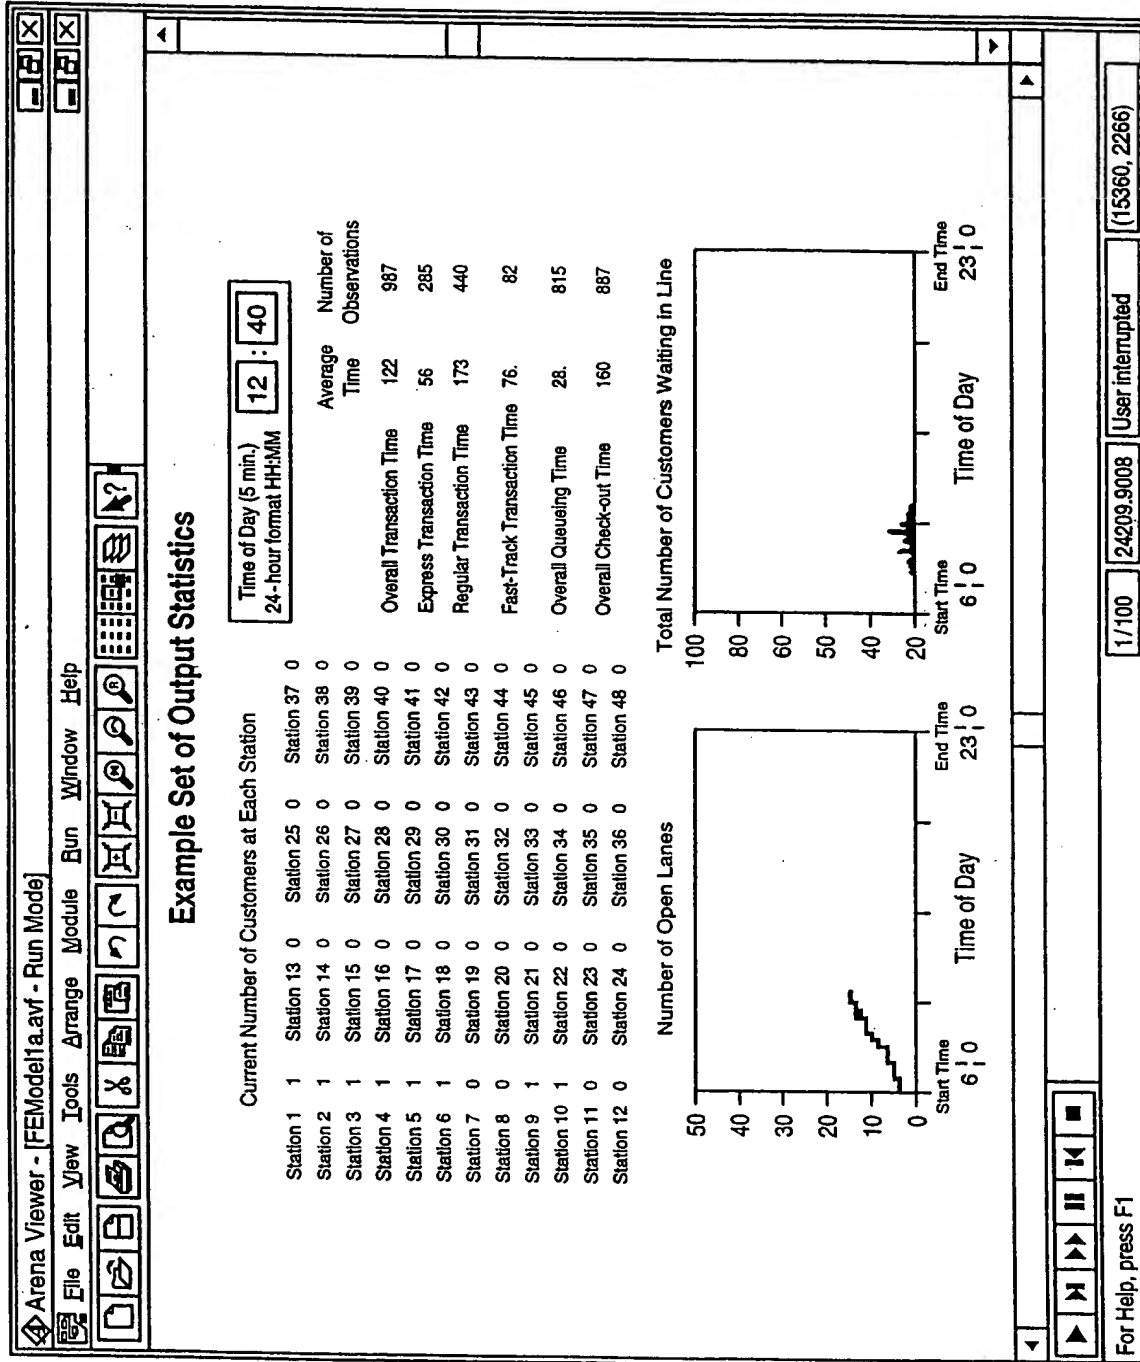 Arena Viewer - [FEModel1a.avf - Run Mode]
File Edit View Tools Arrange Module Run Window Help
Example Set of Output Statistics
Current Number of Customers at Each Station
Station 1 1 Station 13 0 Station 25 0 Station 37 0
Station 2 1 Station 14 0 Station 26 0 Station 38 0
Station 3 1 Station 15 0 Station 27 0 Station 39 0
Station 4 1 Station 16 0 Station 28 0 Station 40 0
Station 5 1 Station 17 0 Station 29 0 Station 41 0
Station 6 1 Station 18 0 Station 30 0 Station 42 0
Station 7 0 Station 19 0 Station 31 0 Station 43 0
Station 8 0 Station 20 0 Station 32 0 Station 44 0
Station 9 1 Station 21 0 Station 33 0 Station 45 0
Station 10 1 Station 22 0 Station 34 0 Station 46 0
Station 11 0 Station 23 0 Station 35 0 Station 47 0
Station 12 0 Station 24 0 Station 36 0 Station 48 0
Time of Day (5 min.)
24-hour format HH:MM
12 : 40
Average Time Number of Observations
Overall Transaction Time 122 987
Express Transaction Time 56 285
Regular Transaction Time 173 440
Fast-Track Transaction Time 76. 82
Overall Queueing Time 28. 815
Overall Check-out Time 160 887
Number of Open Lanes
50
40
30
20
10
0
Start Time
6 0
Time of Day
End Time
23 0
Total Number of Customers Waiting in Line
100
80
60
50
40
20
Start Time
6 0
Time of Day
End Time
23 0
For Help, press F1
1/100 24209.9008 User interrupted (15360, 2266)